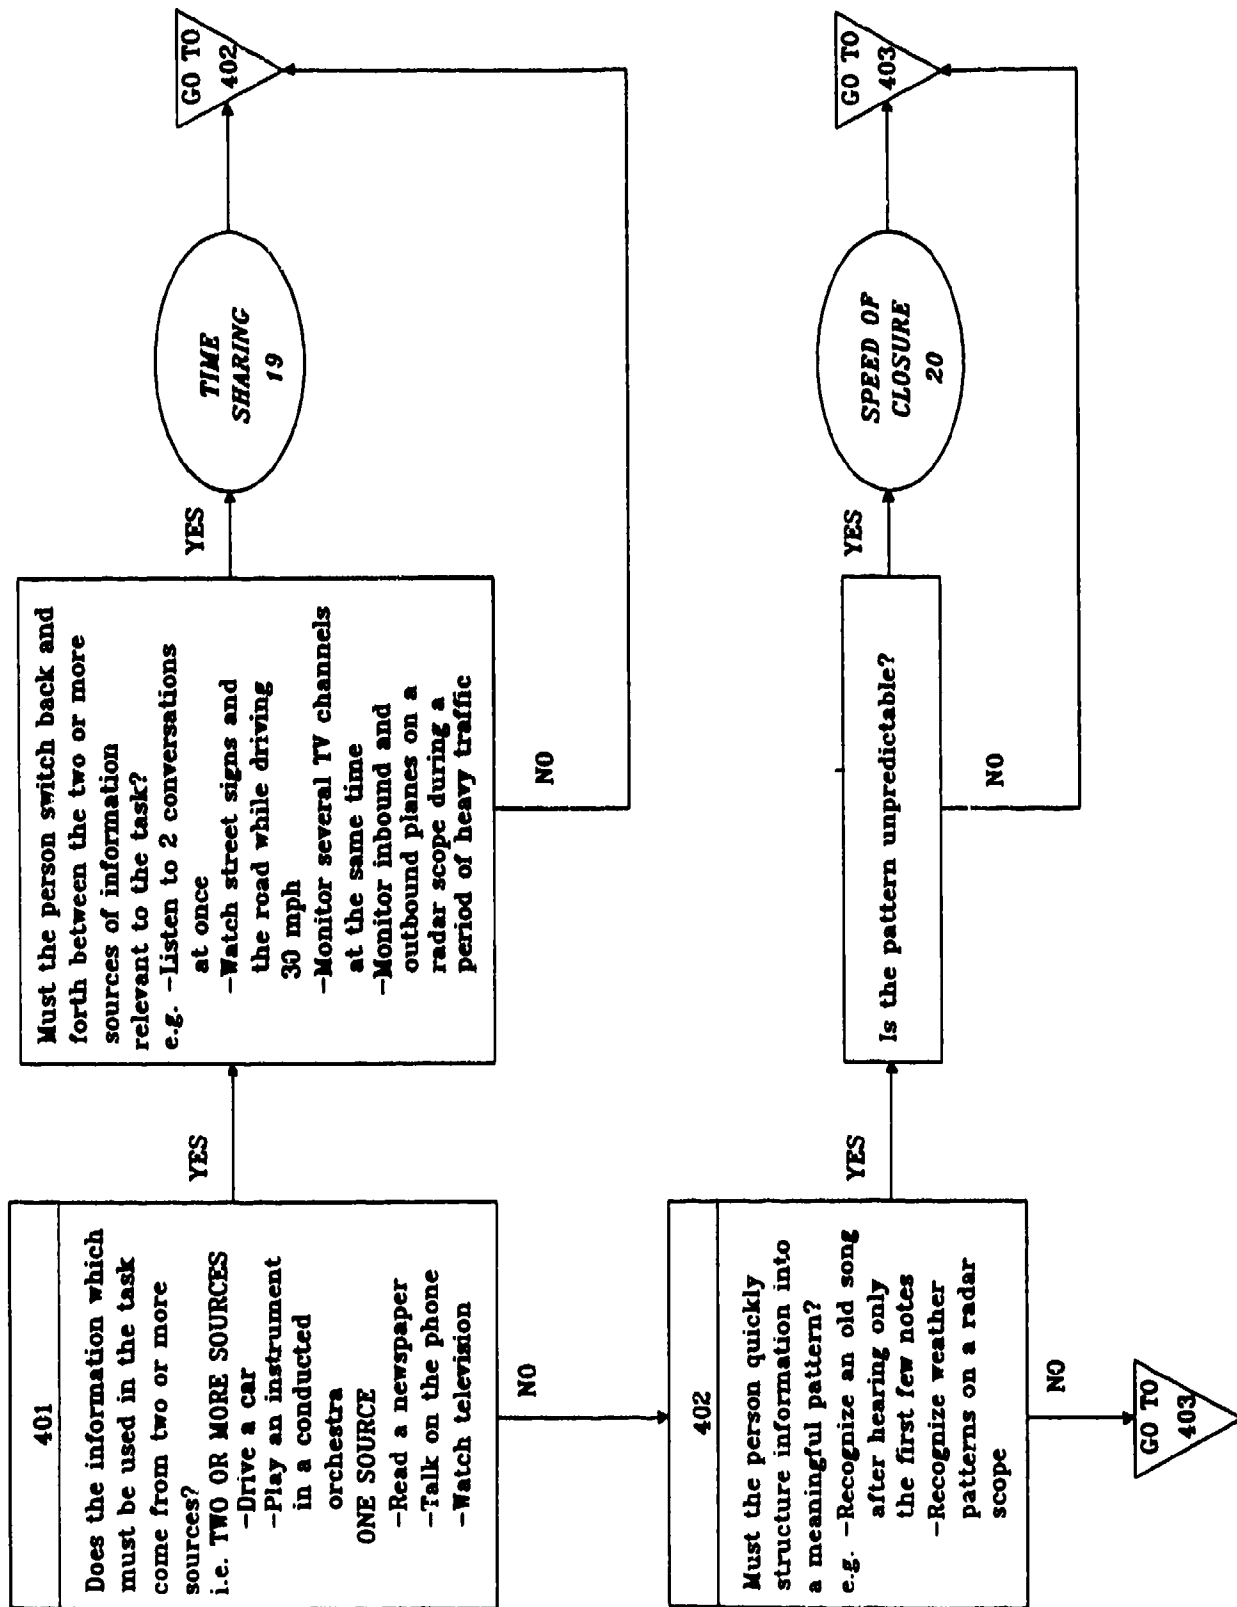 401
Does the information which
must be used in the task
come from two or more
sources?
i.e. TWO OR MORE SOURCES
-Drive a car
-Play an instrument
in a conducted
orchestra
ONE SOURCE
-Read a newspaper
-Talk on the phone
-Watch television
YES
NO
Must the person switch back and
forth between the two or more
sources of information
relevant to the task?
e.g. -Listen to 2 conversations
at once
-Watch street signs and
the road while driving
30 mph
-Monitor several TV channels
at the same time
-Monitor inbound and
outbound planes on a
radar scope during a
period of heavy traffic
YES
NO
TIME
SHARING
19
GO TO
402
402
Must the person quickly
structure information into
a meaningful pattern?
e.g. -Recognize an old song
after hearing only
the first few notes
-Recognize weather
patterns on a radar
scope
YES
NO
GO TO
403
Is the pattern unpredictable?
YES
NO
SPEED OF
CLOSURE
20
GO TO
403